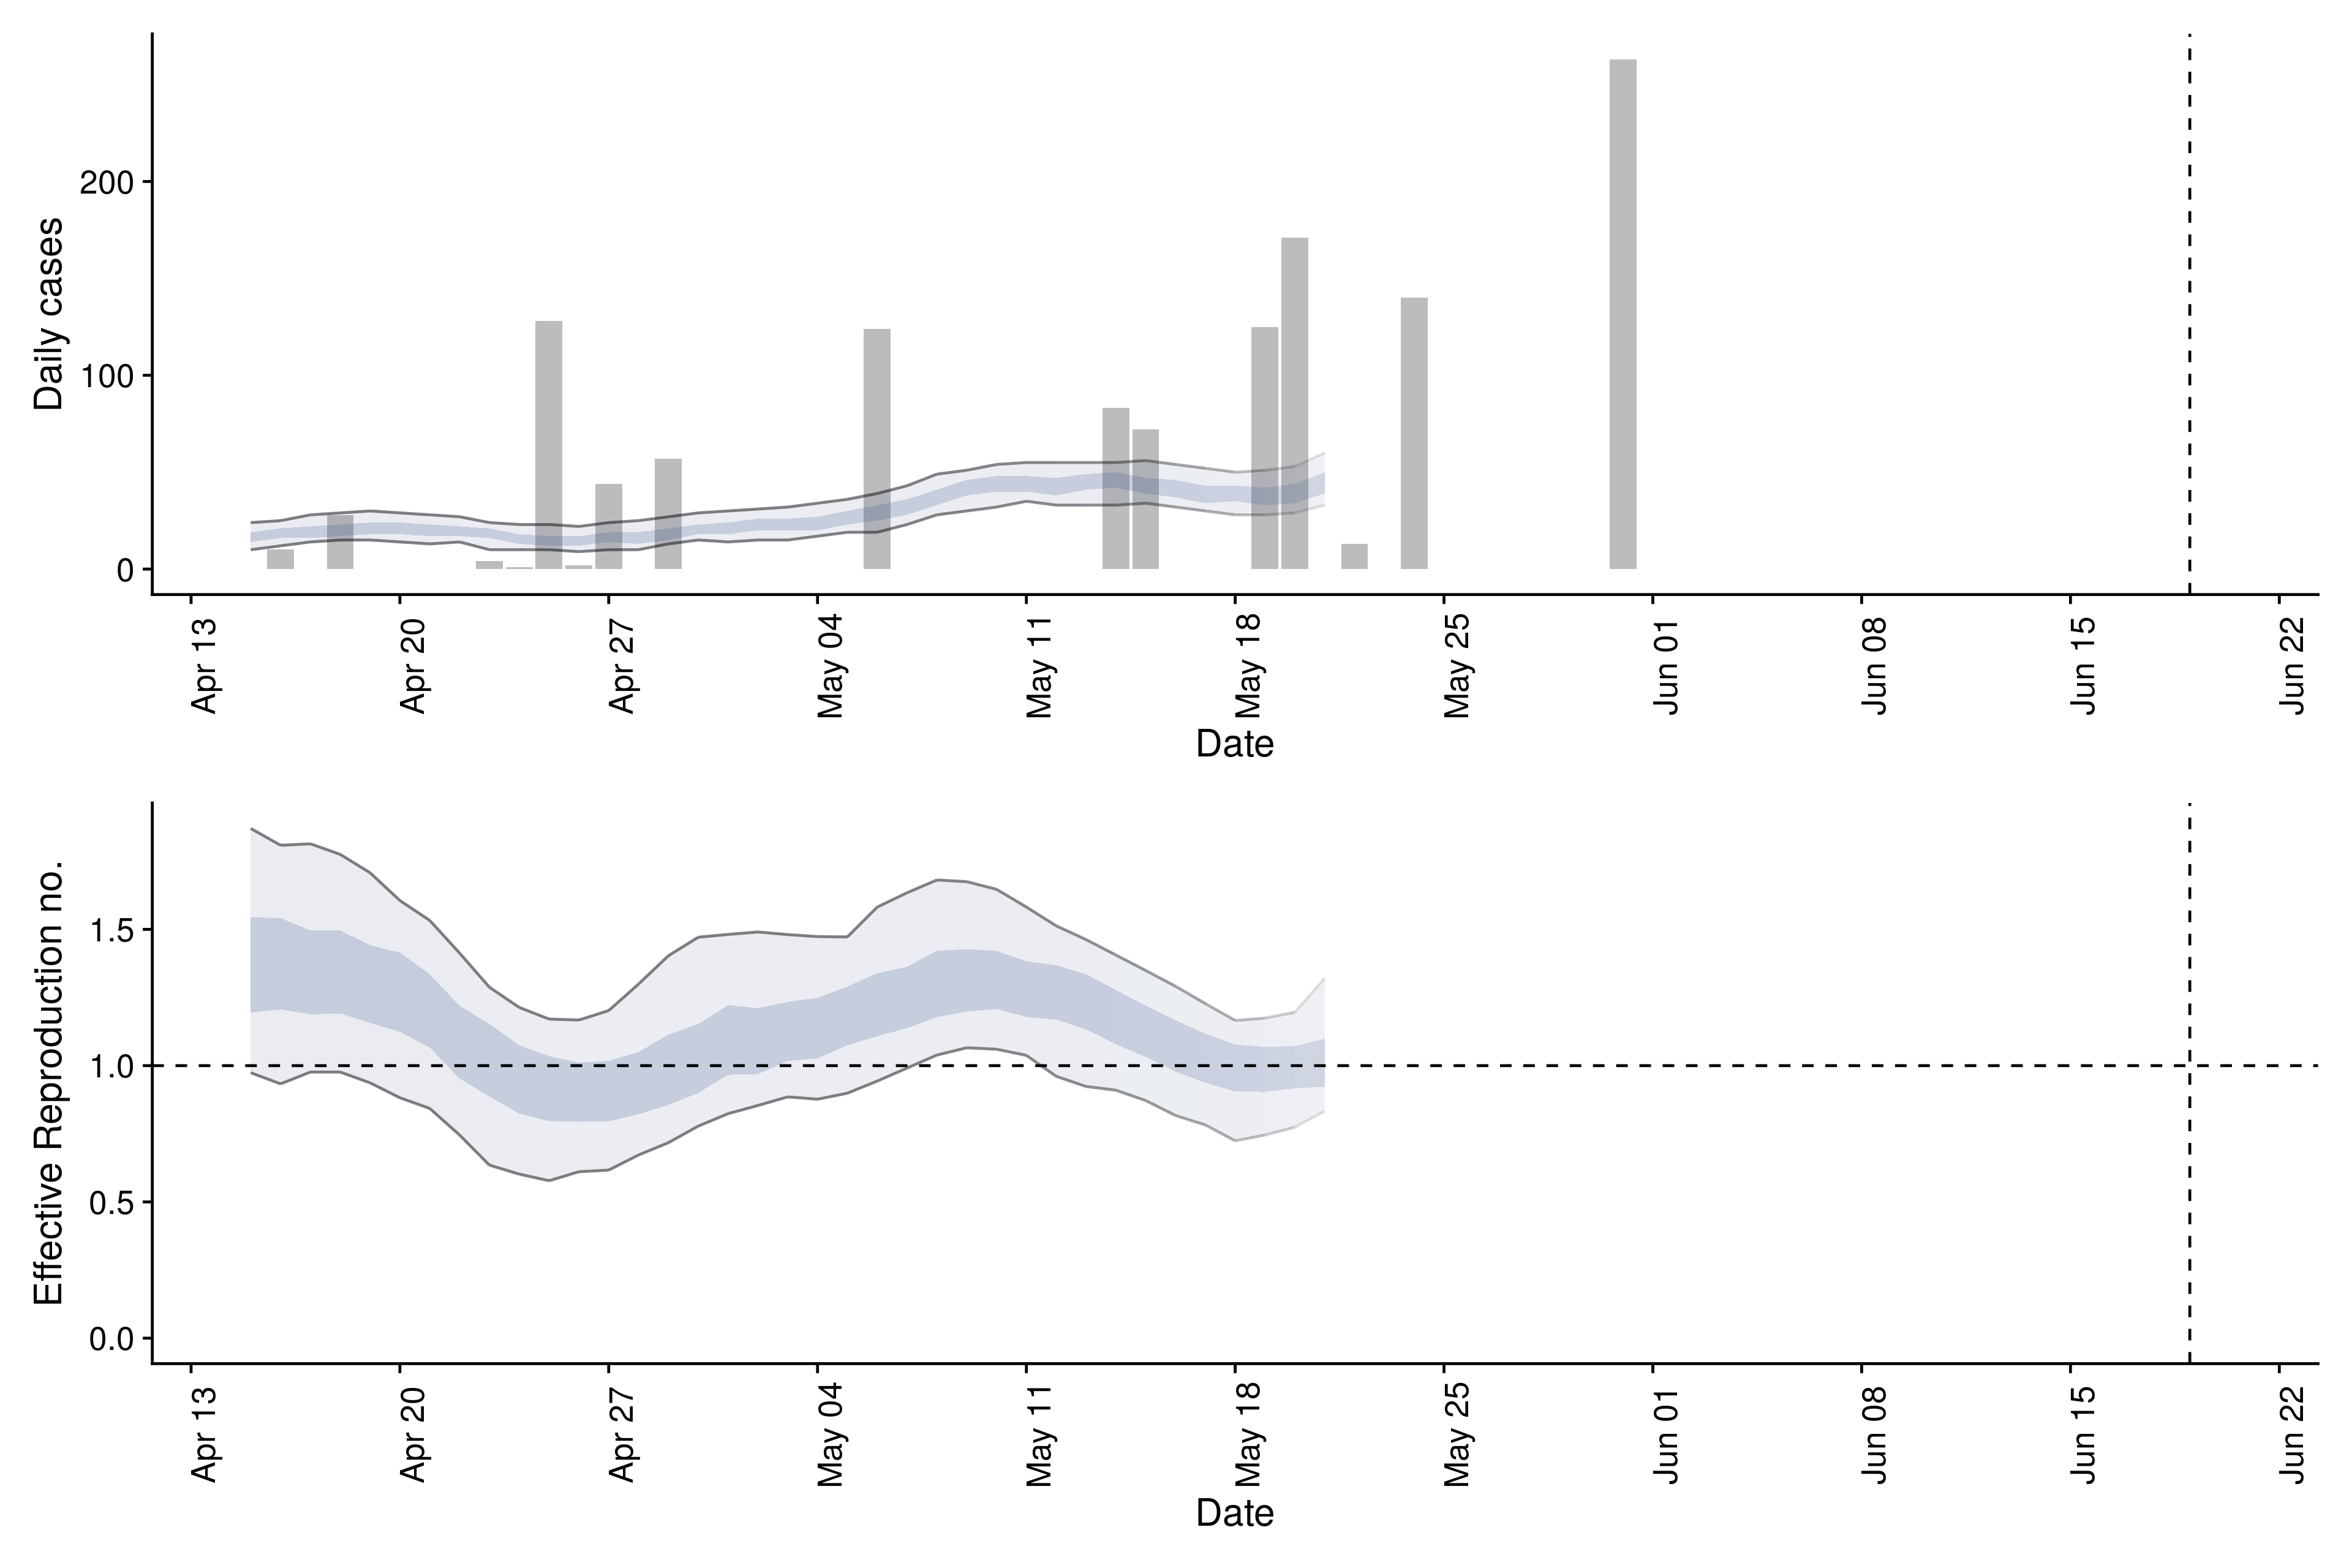 Daily cases
200
100
0
Apr 13 Apr 20 Apr 27 May 04 May 11 May 18 May 25 Jun 01 Jun 08 Jun 15 Jun 22
Date
Effective Reproduction no.
1.5
1.0
0.5
0.0
Apr 13 Apr 20 Apr 27 May 04 May 11 May 18 May 25 Jun 01 Jun 08 Jun 15 Jun 22
Date